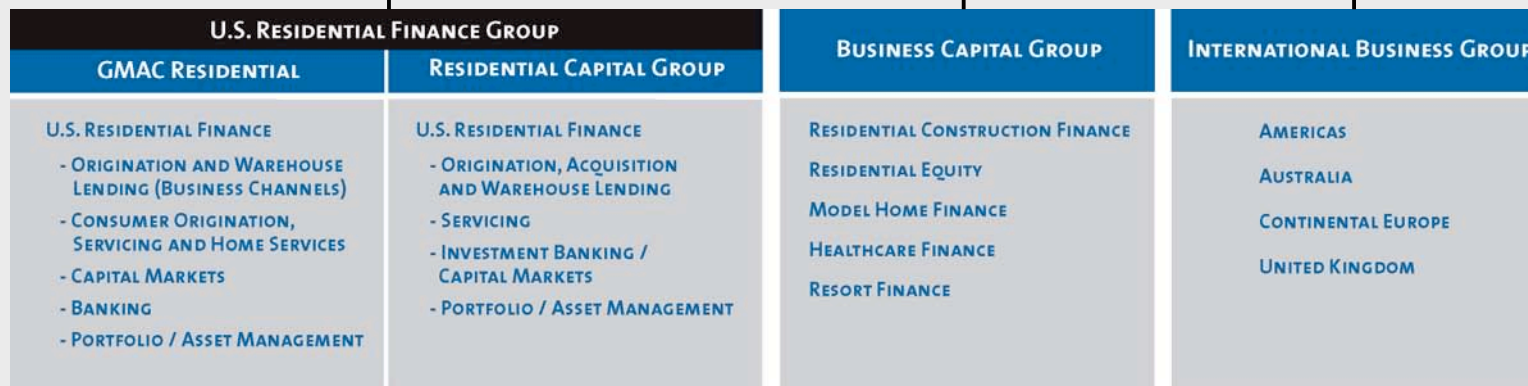 U.S. Residential Finance Group
GMAC Residential
U.S. Residential Finance
- Origination and Warehouse
Lending (Business Channels)
- Consumer Origination,
Servicing and Home Services
- Capital Markets
- Banking
- Portfolio / Asset Management
Residential Capital Group
U.S. Residential Finance
- Origination, Acquisition
and Warehouse Lending
- Servicing
- Investment Banking /
Capital Markets
- Portfolio / Asset Management
Business Capital Group
Residential Construction Finance
Residential Equity
Model Home Finance
Healthcare Finance
Resort Finance
International Business Group
Americas
Australia
Continental Europe
United Kingdom